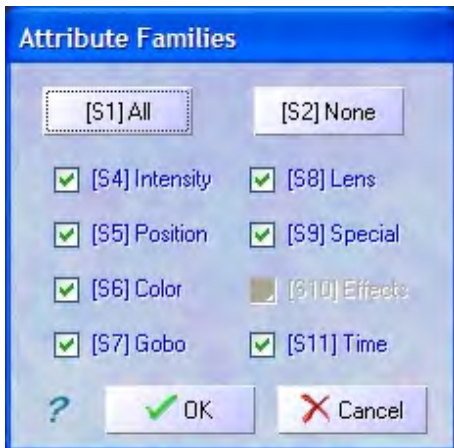 Attribute Families
[S1] All [S2] None
[S4] Intensity [S8] Lens
[S5] Position [S9] Special
[S6] Color [S10] Effects
[S7] Gobo [S11] Time
? OK Cancel